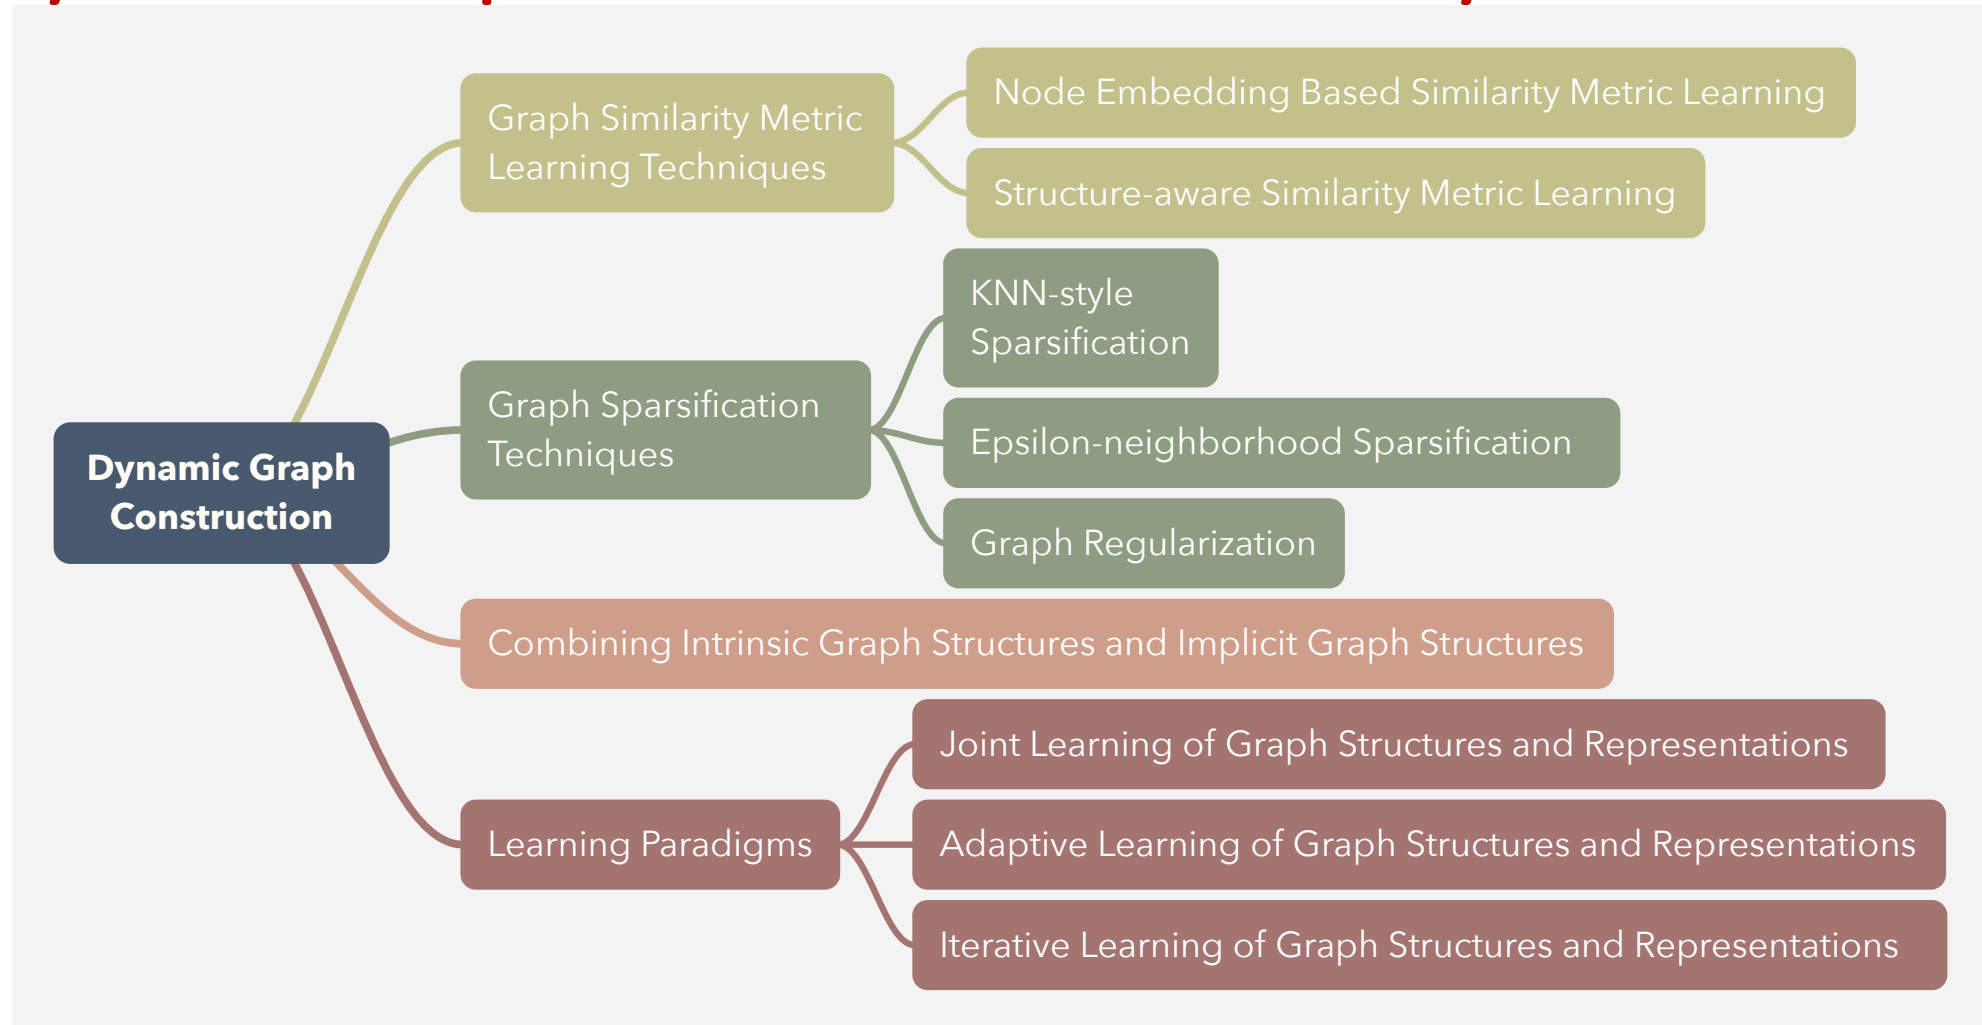 Dynamic Graph
Construction
Graph Similarity Metric
Learning Techniques
Node Embedding Based Similarity Metric Learning
Structure-aware Similarity Metric Learning
Graph Sparsification
Techniques
KNN-style
Sparsification
Epsilon-neighborhood Sparsification
Graph Regularization
Combining Intrinsic Graph Structures and Implicit Graph Structures
Learning Paradigms
Joint Learning of Graph Structures and Representations
Adaptive Learning of Graph Structures and Representations
Iterative Learning of Graph Structures and Representations